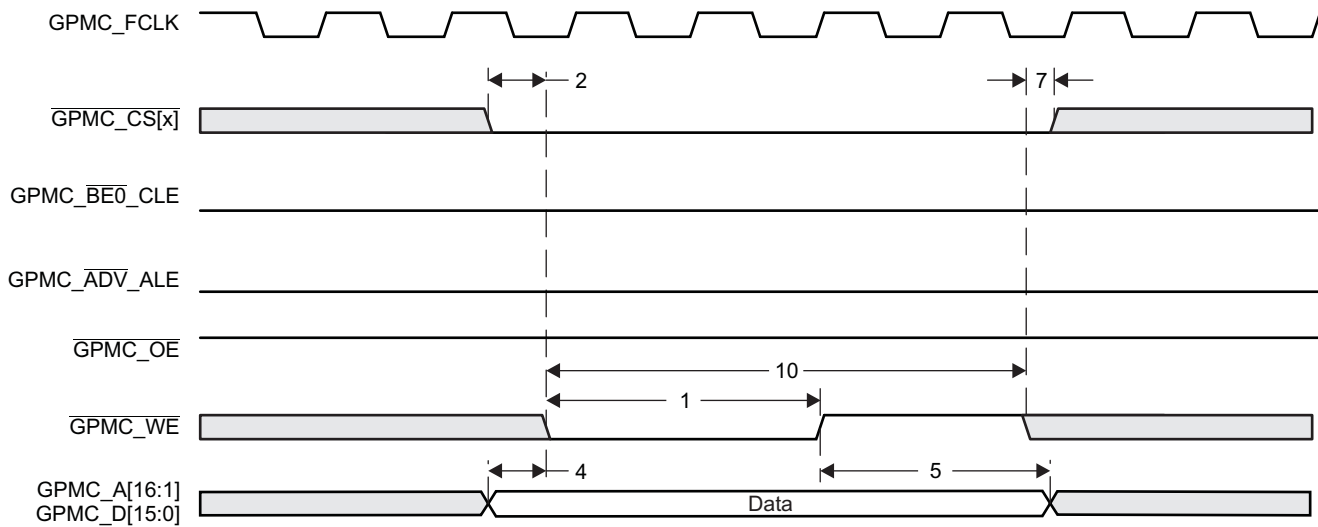 GPMC_FCLK
2
7
GPMC_CS[x]
GPMC_BE0_CLE
GPMC_ADV_ALE
GPMC_OE
10
1
GPMC_WE
4
5
GPMC_A[16:1]
GPMC_D[15:0]
Data